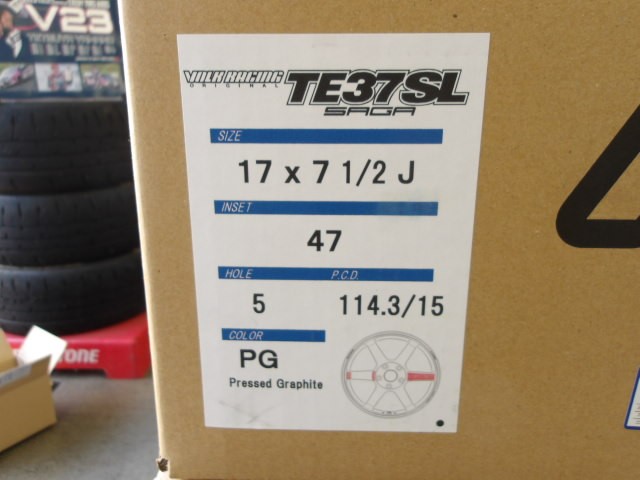 V23
VOLK RACING
ORIGINAL
TE37SL
SAGA
SIZE
17 x 7 1/2 J
INSET
47
HOLE P.C.D.
5 114.3/15
COLOR
PG
Pressed Graphite
TONE